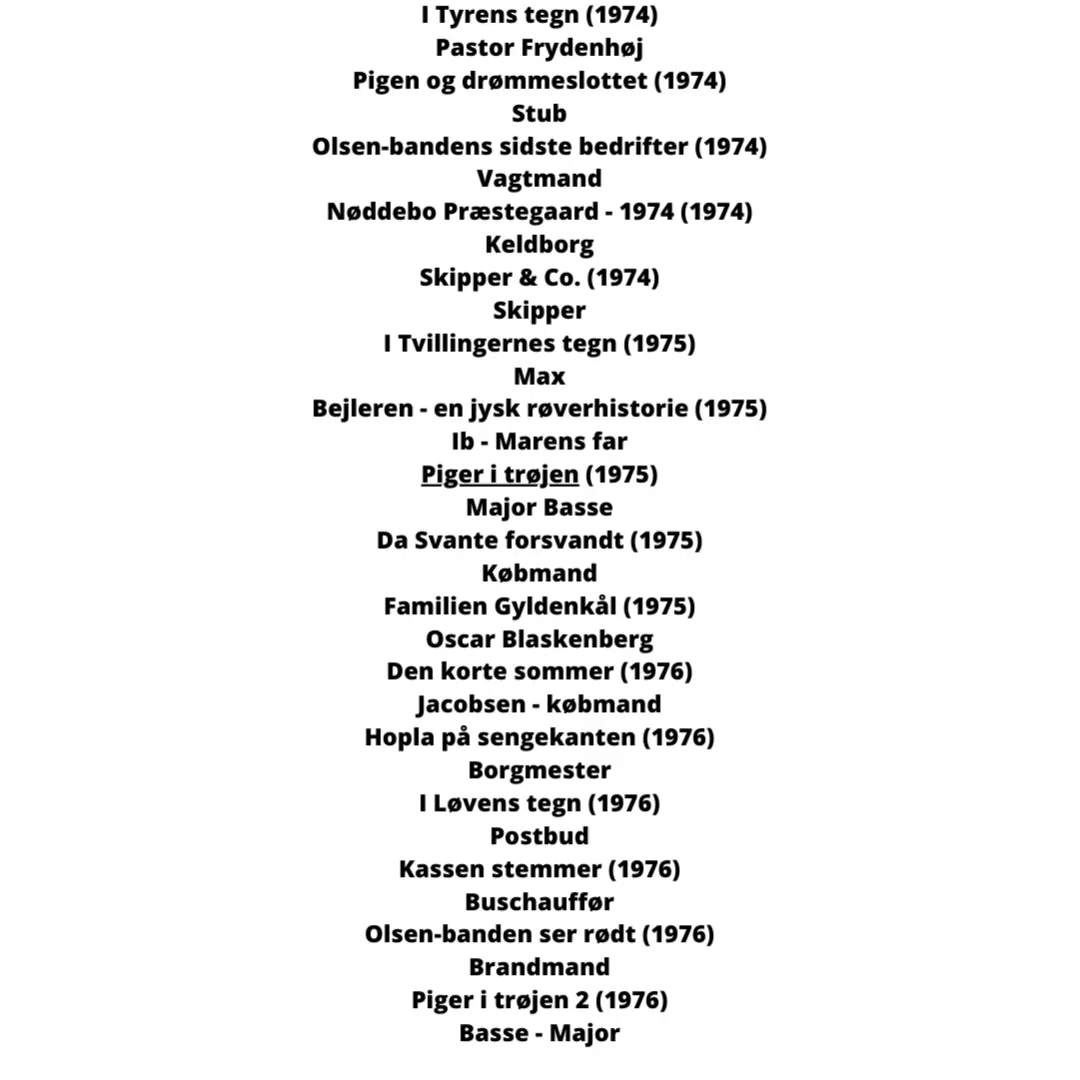 I Tyrens tegn (1974)
Pastor Frydenhøj
Pigen og drømmeslottet (1974)
Stub
Olsen-bandens sidste bedrifter (1974)
Vagtmand
Nøddebo Præstegaard - 1974 (1974)
Keldborg
Skipper & Co. (1974)
Skipper
I Tvillingernes tegn (1975)
Max
Bejleren - en jysk røverhistorie (1975)
Ib - Marens far
Piger i trøjen (1975)
Major Basse
Da Svante forsvandt (1975)
Købmand
Familien Gyldenkål (1975)
Oscar Blaskenberg
Den korte sommer (1976)
Jacobsen - købmand
Hopla på sengekanten (1976)
Borgmester
I Løvens tegn (1976)
Postbud
Kassen stemmer (1976)
Buschauffør
Olsen-banden ser rødt (1976)
Brandmand
Piger i trøjen 2 (1976)
Basse - Major